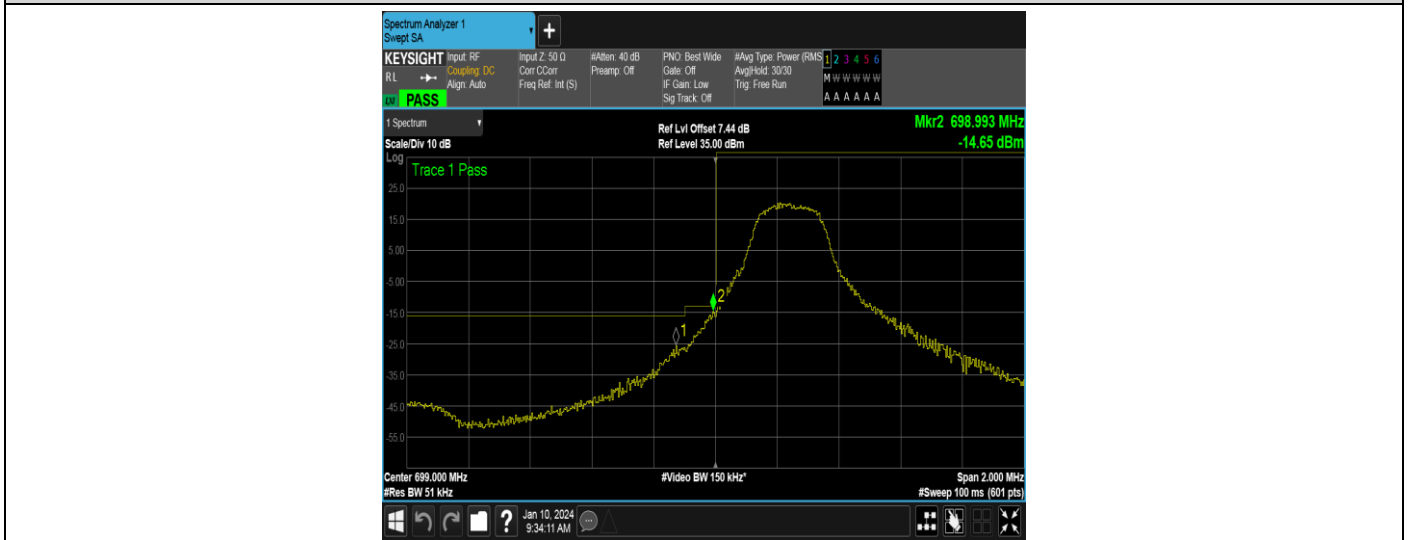 Spectrum Analyzer 1
Swept SA
+
KEYSIGHT
RL
PASS
Input: RF
Coupling: DC
Align: Auto
Input Z: 50 Ω
Corr CCorr
Freq Ref: Int (S)
#Atten: 40 dB
Preamp: Off
PNO: Best Wide
Gate: Off
IF Gain: Low
Sig Track: Off
#Avg Type: Power (RMS
Avg|Hold: 30/30
Trig: Free Run
1 2 3 4 5 6
M W W W W W
A A A A A A
1 Spectrum
Scale/Div 10 dB
Ref Lvl Offset 7.44 dB
Ref Level 35.00 dBm
Mkr2 698.993 MHz
-14.65 dBm
Log
Trace 1 Pass
25.0
15.0
5.00
-5.00
-15.0
-25.0
-35.0
-45.0
-55.0
2
1
Center 699.000 MHz
#Res BW 51 kHz
#Video BW 150 kHz*
Span 2.000 MHz
#Sweep 100 ms (601 pts)
?
Jan 10, 2024
9:34:11 AM